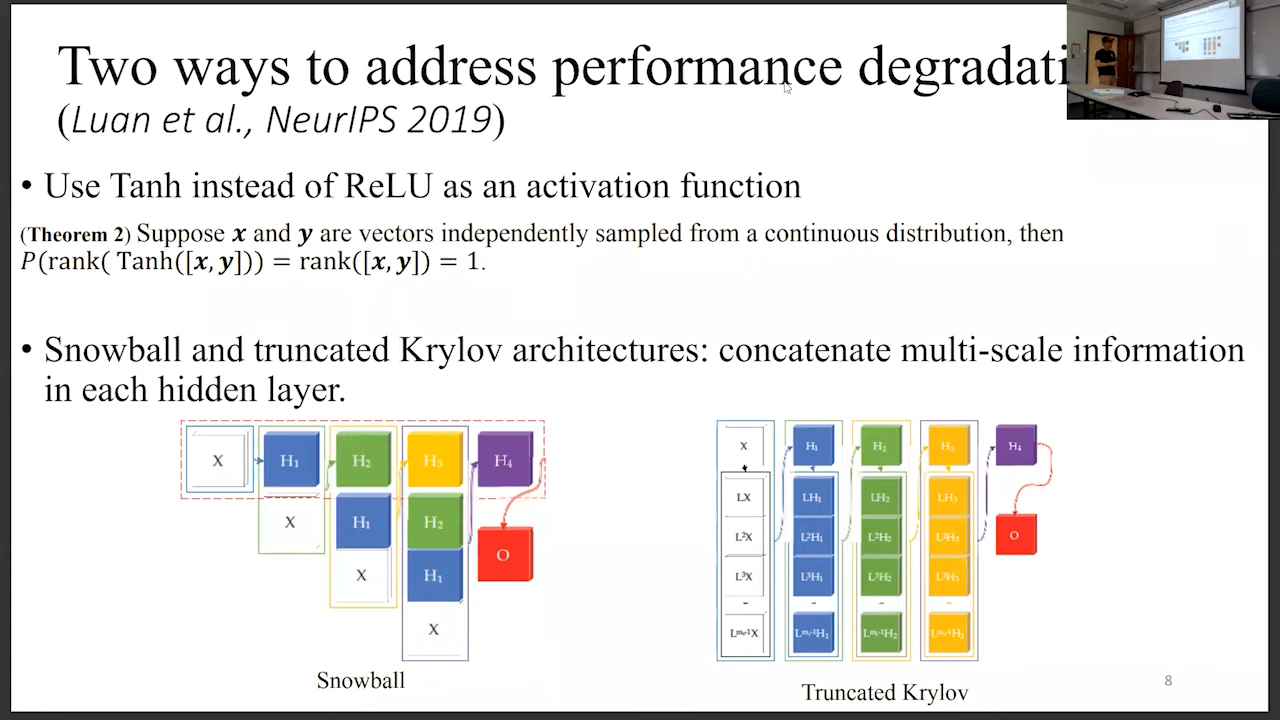 Two ways to address performance degradati
(Luan et al., NeurIPS 2019)
• Use Tanh instead of ReLU as an activation function
(Theorem 2) Suppose x and y are vectors independently sampled from a continuous distribution, then
P(rank( Tanh([x, y])) = rank([x, y]) = 1.
• Snowball and truncated Krylov architectures: concatenate multi-scale information
in each hidden layer.
X H₁ H₂ H₃ H₄
X H₁ H₂ O
X H₁
X
Snowball
X H₁ H₂ H₃ H₄
LX LH₁ LH₂ LH₃
L²X L²H₁ L²H₂ L²H₃ O
L³X L³H₁ L³H₂ L³H₃
Truncated Krylov
8